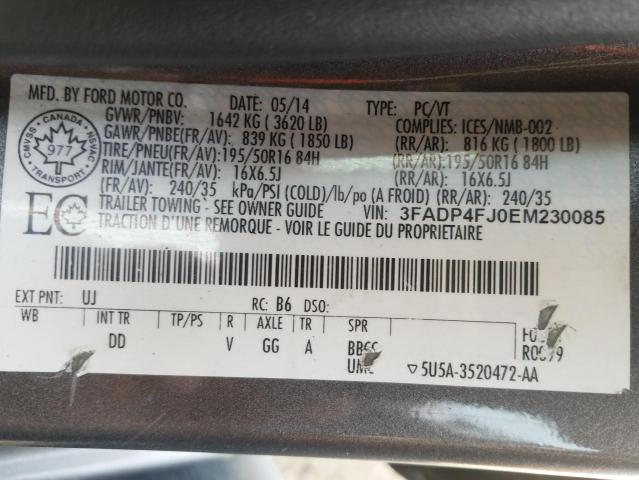 MFD. BY FORD MOTOR CO. DATE: 05/14 TYPE: PC/VT
GVWR/PNBV: 1642 KG ( 3620 LB) COMPLIES: ICES/NMB-002
GAWR/PNBE(FR/AV): 839 KG ( 1850 LB) (RR/AR): 816 KG ( 1800 LB)
TIRE/PNEU(FR/AV):195/50R16 84H (RR/AR):195/50R16 84H
RIM/JANTE(FR/AV): 16X6.5J (RR/AR): 16X6.5J
(FR/AV): 240/35 kPa/PSI (COLD)/lb/po (A FROID) (RR/AR): 240/35
TRAILER TOWING - SEE OWNER GUIDE VIN: 3FADP4FJ0EM230085
TRACTION D'UNE REMORQUE - VOIR LE GUIDE DU PROPRIETAIRE
CMVSS · CANADA · NSVAC
977
TRANSPORT
EC
EXT PNT: UJ RC: B6 DSO:
WB INT TR TP/PS R AXLE TR SPR
DD V GG A
▽5U5A-3520472-AA